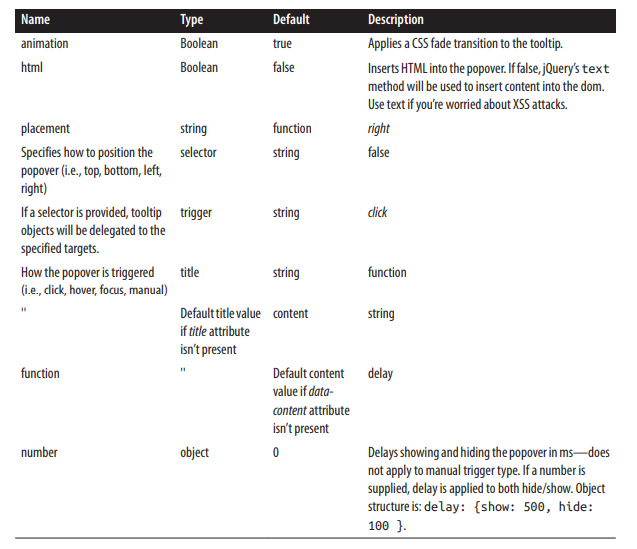 Name Type Default Description
animation Boolean true Applies a CSS fade transition to the tooltip.
html Boolean false Inserts HTML into the popover. If false, jQuery's text
method will be used to insert content into the dom.
Use text if you're worried about XSS attacks.
placement string function right
Specifies how to position the selector string false
popover (i.e., top, bottom, left,
right)
If a selector is provided, tooltip trigger string click
objects will be delegated to the
specified targets.
How the popover is triggered title string function
(i.e., click, hover, focus, manual)
'' Default title value content string
if title attribute
isn't present
function '' Default content delay
value if data-
content attribute
isn't present
number object 0 Delays showing and hiding the popover in ms—does
not apply to manual trigger type. If a number is
supplied, delay is applied to both hide/show. Object
structure is: delay: {show: 500, hide:
100 }.